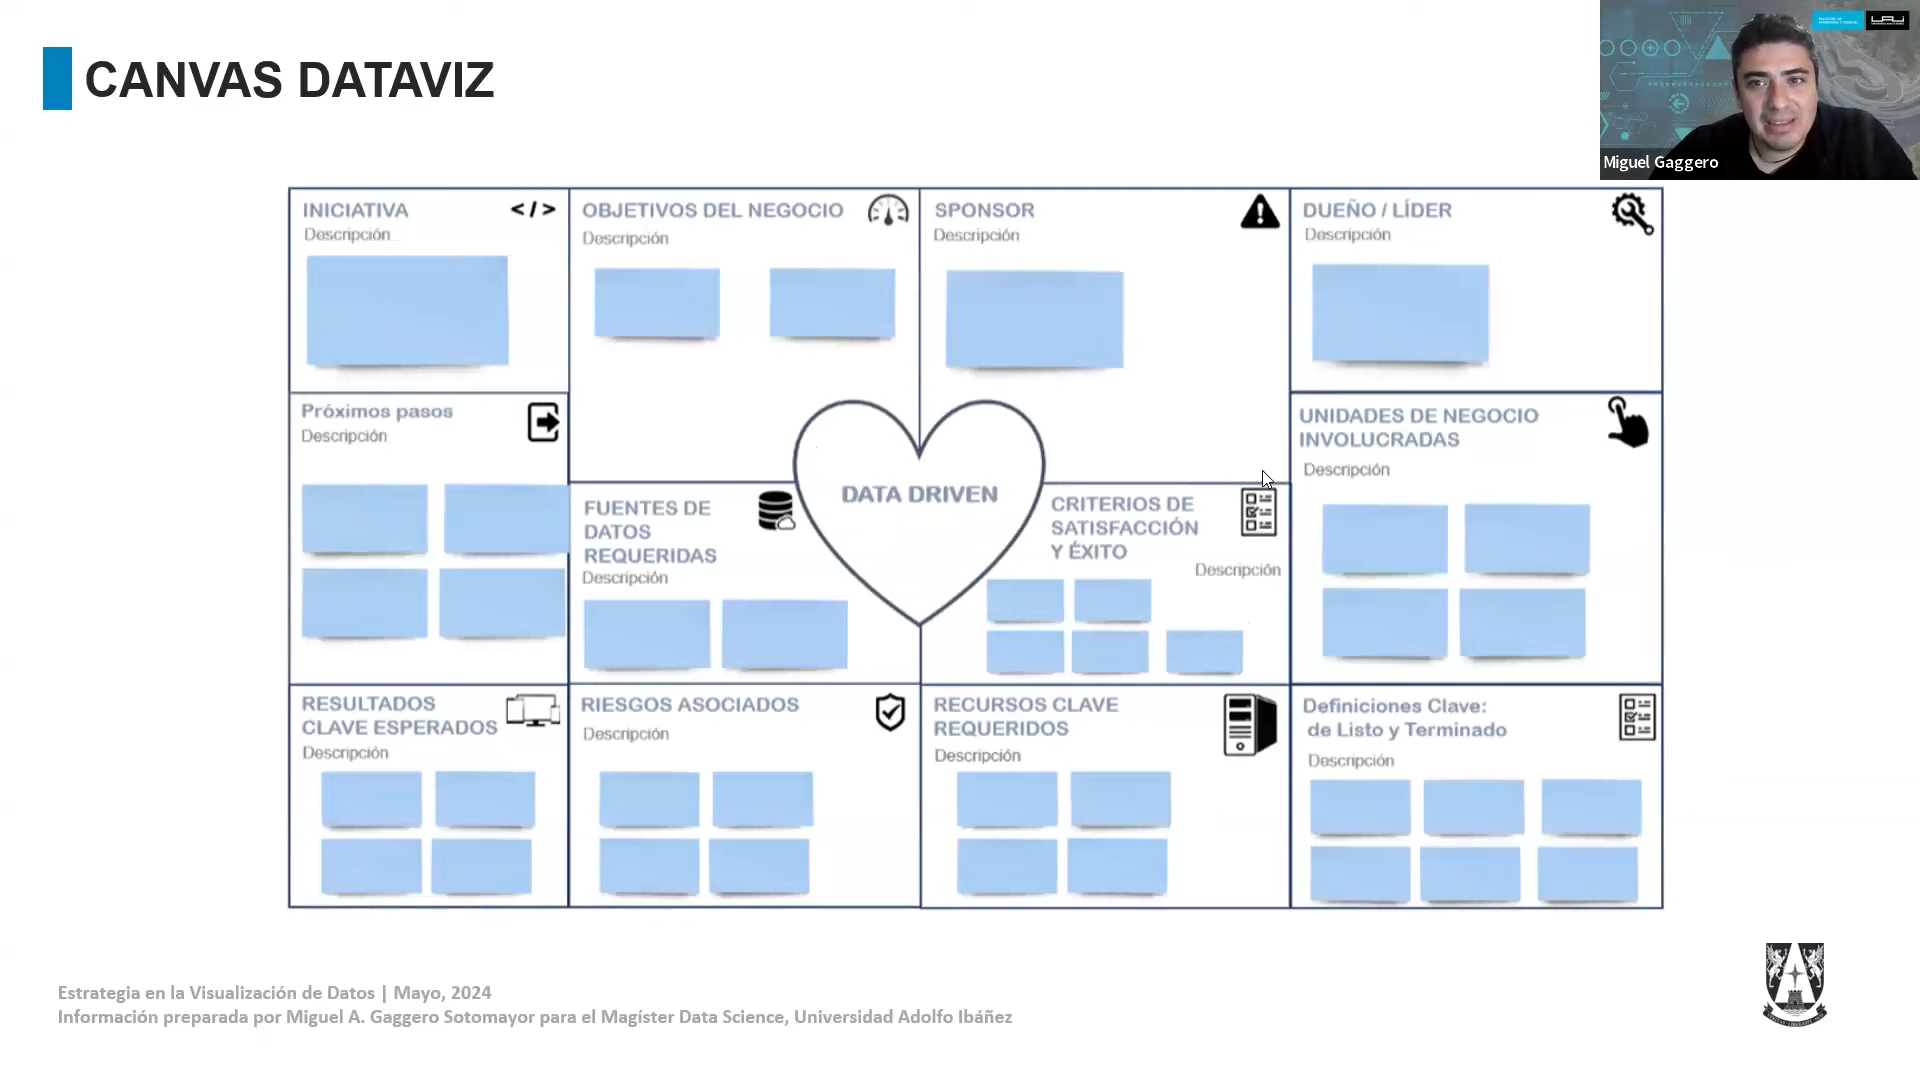 CANVAS DATAVIZ
Miguel Gaggero
INICIATIVA
</>
Descripción
OBJETIVOS DEL NEGOCIO
Descripción
SPONSOR
Descripción
DUEÑO / LÍDER
Descripción
Próximos pasos
Descripción
UNIDADES DE NEGOCIO
INVOLUCRADAS
Descripción
DATA DRIVEN
FUENTES DE
DATOS
REQUERIDAS
Descripción
CRITERIOS DE
SATISFACCIÓN
Y ÉXITO
Descripción
RESULTADOS
CLAVE ESPERADOS
Descripción
RIESGOS ASOCIADOS
Descripción
RECURSOS CLAVE
REQUERIDOS
Descripción
Definiciones Clave:
de Listo y Terminado
Descripción
Estrategia en la Visualización de Datos | Mayo, 2024
Información preparada por Miguel A. Gaggero Sotomayor para el Magíster Data Science, Universidad Adolfo Ibáñez